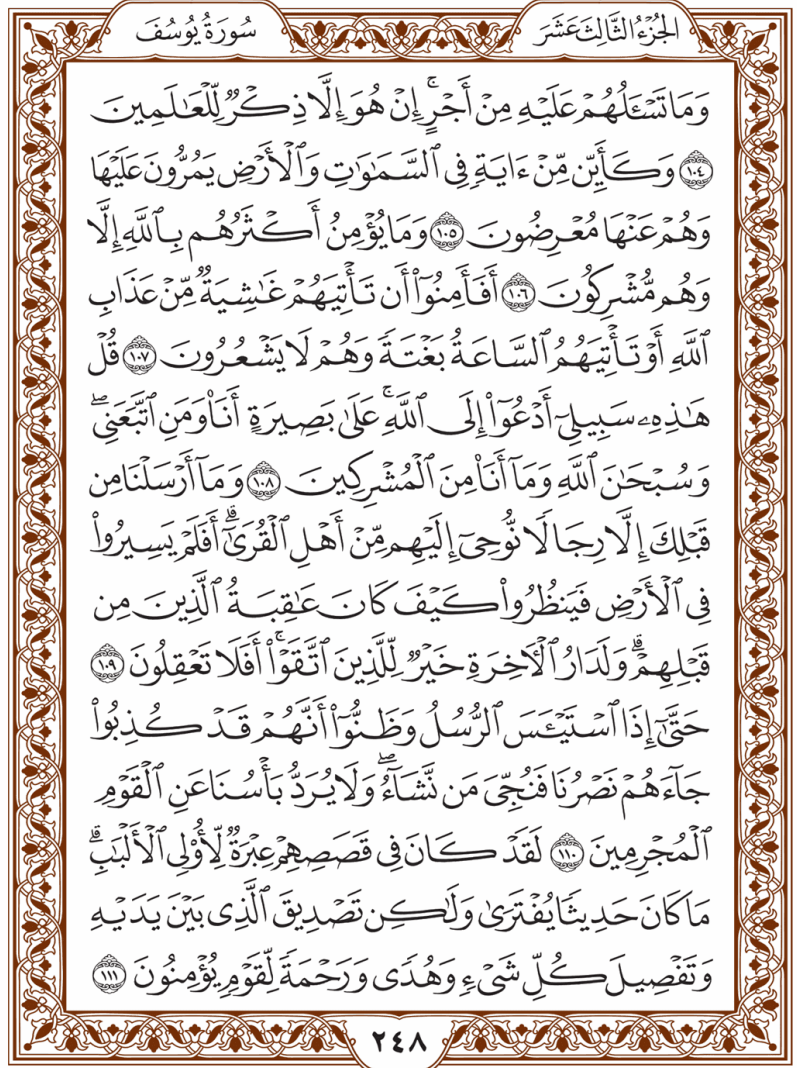 الجُزْءُ الثَّالِثَ عَشَرَ
سُورَةُ يُوسُفَ
وَمَا تَسْـَٔلُهُمْ عَلَيْهِ مِنْ أَجْرٍۚ إِنْ هُوَ إِلَّا ذِكْرٌ لِّلْعَٰلَمِينَ
١٠٤ وَكَأَيِّن مِّنْ ءَايَةٍ فِي ٱلسَّمَٰوَٰتِ وَٱلْأَرْضِ يَمُرُّونَ عَلَيْهَا
وَهُمْ عَنْهَا مُعْرِضُونَ ١٠٥ وَمَا يُؤْمِنُ أَكْثَرُهُم بِٱللَّهِ إِلَّا
وَهُم مُّشْرِكُونَ ١٠٦ أَفَأَمِنُوٓا۟ أَن تَأْتِيَهُمْ غَٰشِيَةٌ مِّنْ عَذَابِ
ٱللَّهِ أَوْ تَأْتِيَهُمُ ٱلسَّاعَةُ بَغْتَةً وَهُمْ لَا يَشْعُرُونَ ١٠٧ قُلْ
هَٰذِهِۦ سَبِيلِيٓ أَدْعُوٓا۟ إِلَى ٱللَّهِۚ عَلَىٰ بَصِيرَةٍ أَنَا۠ وَمَنِ ٱتَّبَعَنِيۖ
وَسُبْحَٰنَ ٱللَّهِ وَمَآ أَنَا۠ مِنَ ٱلْمُشْرِكِينَ ١٠٨ وَمَآ أَرْسَلْنَا مِن
قَبْلِكَ إِلَّا رِجَالًا نُّوحِيٓ إِلَيْهِم مِّنْ أَهْلِ ٱلْقُرَىٰٓۗ أَفَلَمْ يَسِيرُوا۟
فِي ٱلْأَرْضِ فَيَنظُرُوا۟ كَيْفَ كَانَ عَٰقِبَةُ ٱلَّذِينَ مِن
قَبْلِهِمْۗ وَلَدَارُ ٱلْأٓخِرَةِ خَيْرٌ لِّلَّذِينَ ٱتَّقَوْا۟ۚ أَفَلَا تَعْقِلُونَ ١٠٩
حَتَّىٰٓ إِذَا ٱسْتَيْـَٔسَ ٱلرُّسُلُ وَظَنُّوٓا۟ أَنَّهُمْ قَدْ كُذِبُوا۟
جَآءَهُمْ نَصْرُنَا فَنُجِّيَ مَن نَّشَآءُۖ وَلَا يُرَدُّ بَأْسُنَا عَنِ ٱلْقَوْمِ
ٱلْمُجْرِمِينَ ١١٠ لَقَدْ كَانَ فِي قَصَصِهِمْ عِبْرَةٌ لِّأُو۟لِي ٱلْأَلْبَٰبِۗ
مَا كَانَ حَدِيثًا يُفْتَرَىٰ وَلَٰكِن تَصْدِيقَ ٱلَّذِي بَيْنَ يَدَيْهِ
وَتَفْصِيلَ كُلِّ شَيْءٍ وَهُدًى وَرَحْمَةً لِّقَوْمٍ يُؤْمِنُونَ ١١١
٢٤٨